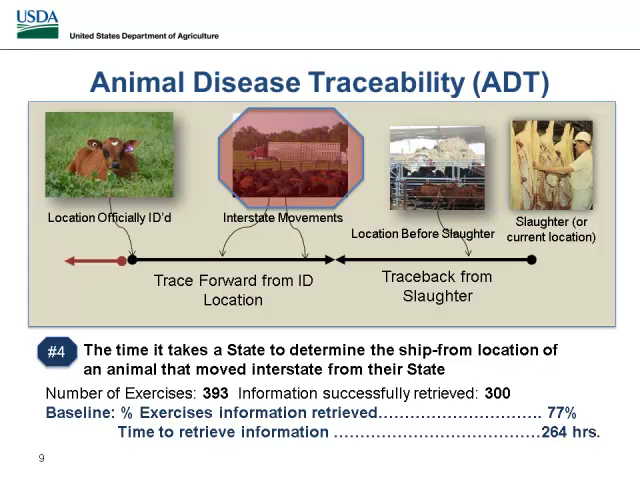 USDA
United States Department of Agriculture
Animal Disease Traceability (ADT)
Location Officially ID'd
Interstate Movements
Location Before Slaughter
Slaughter (or
current location)
Trace Forward from ID
Location
Traceback from
Slaughter
#4
The time it takes a State to determine the ship-from location of
an animal that moved interstate from their State
Number of Exercises: 393 Information successfully retrieved: 300
Baseline: % Exercises information retrieved…………………………. 77%
Time to retrieve information …………………………………264 hrs.
9